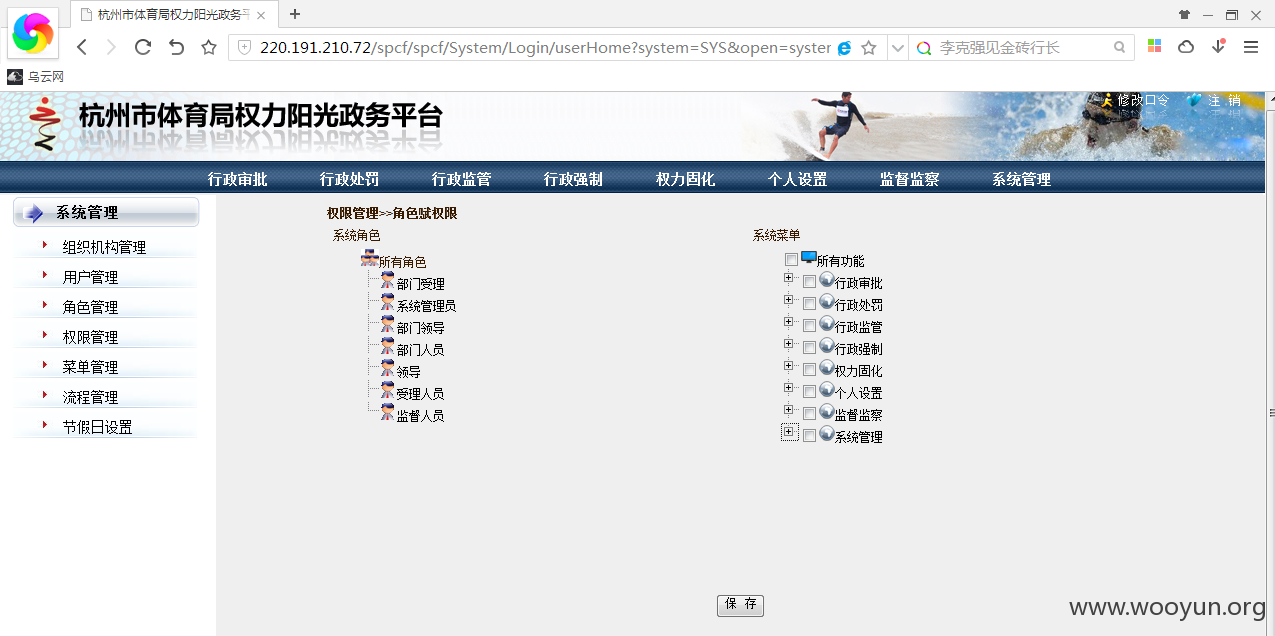 杭州市体育局权力阳光政务
220.191.210.72/spcf/spcf/System/Login/userHome?system=SYS&open=syster
李克强见金砖行长
乌云网
杭州市体育局权力阳光政务平台
修改口令 注 销
行政审批 行政处罚 行政监管 行政强制 权力固化 个人设置 监督监察 系统管理
系统管理
组织机构管理
用户管理
角色管理
权限管理
菜单管理
流程管理
节假日设置
权限管理>>角色赋权限
系统角色
所有角色
部门受理
系统管理员
部门领导
部门人员
领导
受理人员
监督人员
系统菜单
所有功能
行政审批
行政处罚
行政监管
行政强制
权力固化
个人设置
监督监察
系统管理
保 存
www.wooyun.org